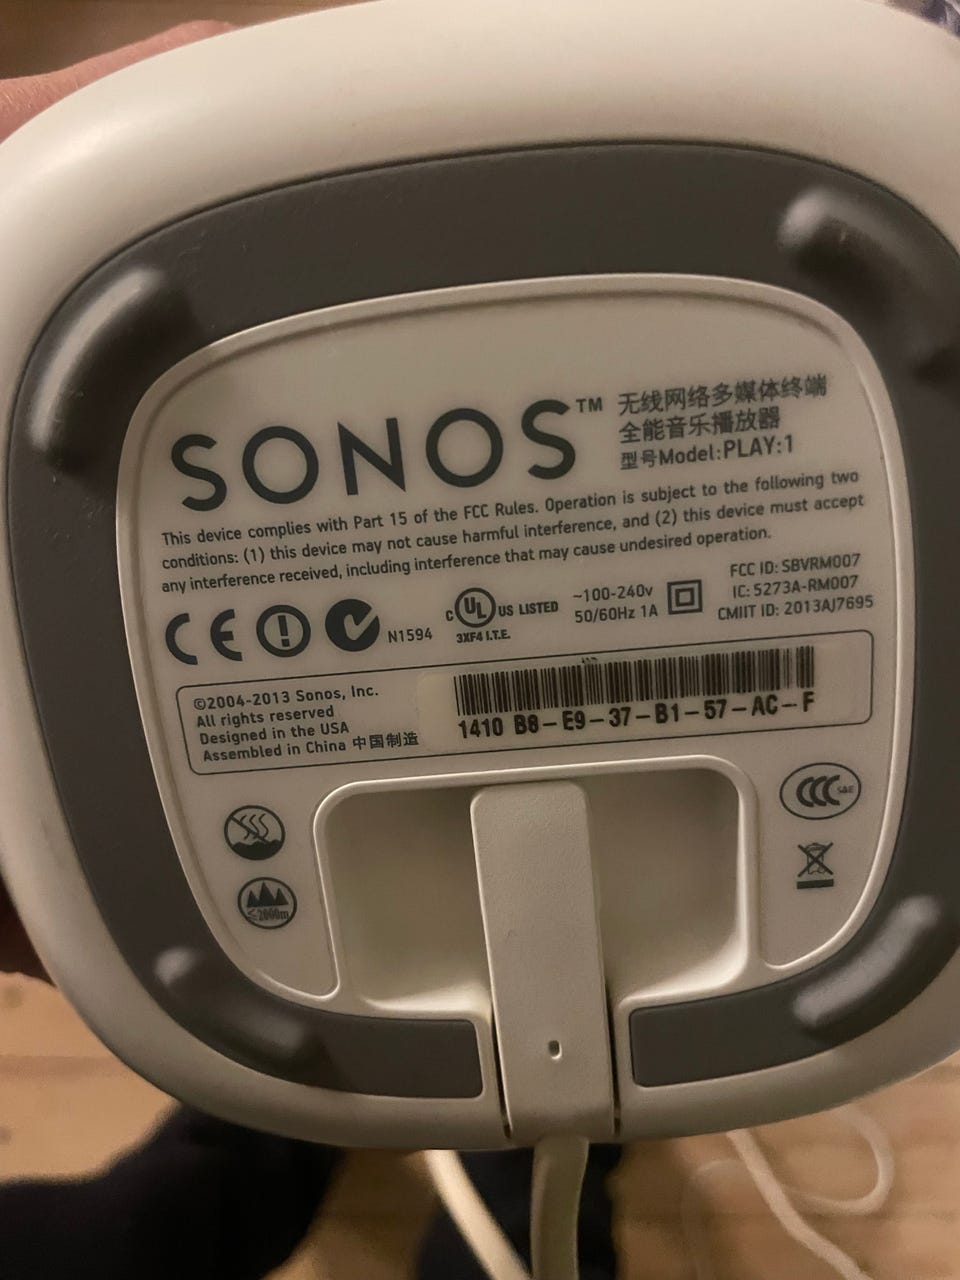 SONOS™
无线网络多媒体终端
全能音乐播放器
型号Model:PLAY:1
This device complies with Part 15 of the FCC Rules. Operation is subject to the following two
conditions: (1) this device may not cause harmful interference, and (2) this device must accept
any interference received, including interference that may cause undesired operation.
CE
N1594
c UL US LISTED
3XF4 I.T.E.
~100-240v
50/60Hz 1A
FCC ID: SBVRM007
IC: 5273A-RM007
CMIIT ID: 2013AJ7695
©2004-2013 Sonos, Inc.
All rights reserved
Designed in the USA
Assembled in China 中国制造
1410 B8-E9-37-B1-57-AC-F
CCC S&E
≤2000m